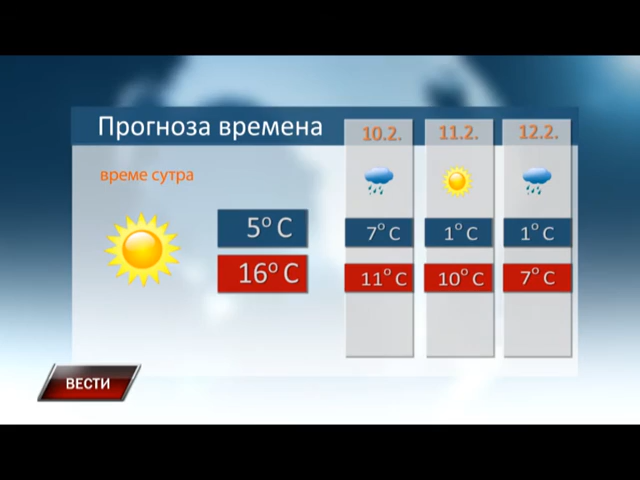 Прогноза времена
време сутра
5° C
16° C
10.2.
7° C
11° C
11.2.
1° C
10° C
12.2.
1° C
7° C
ВЕСТИ